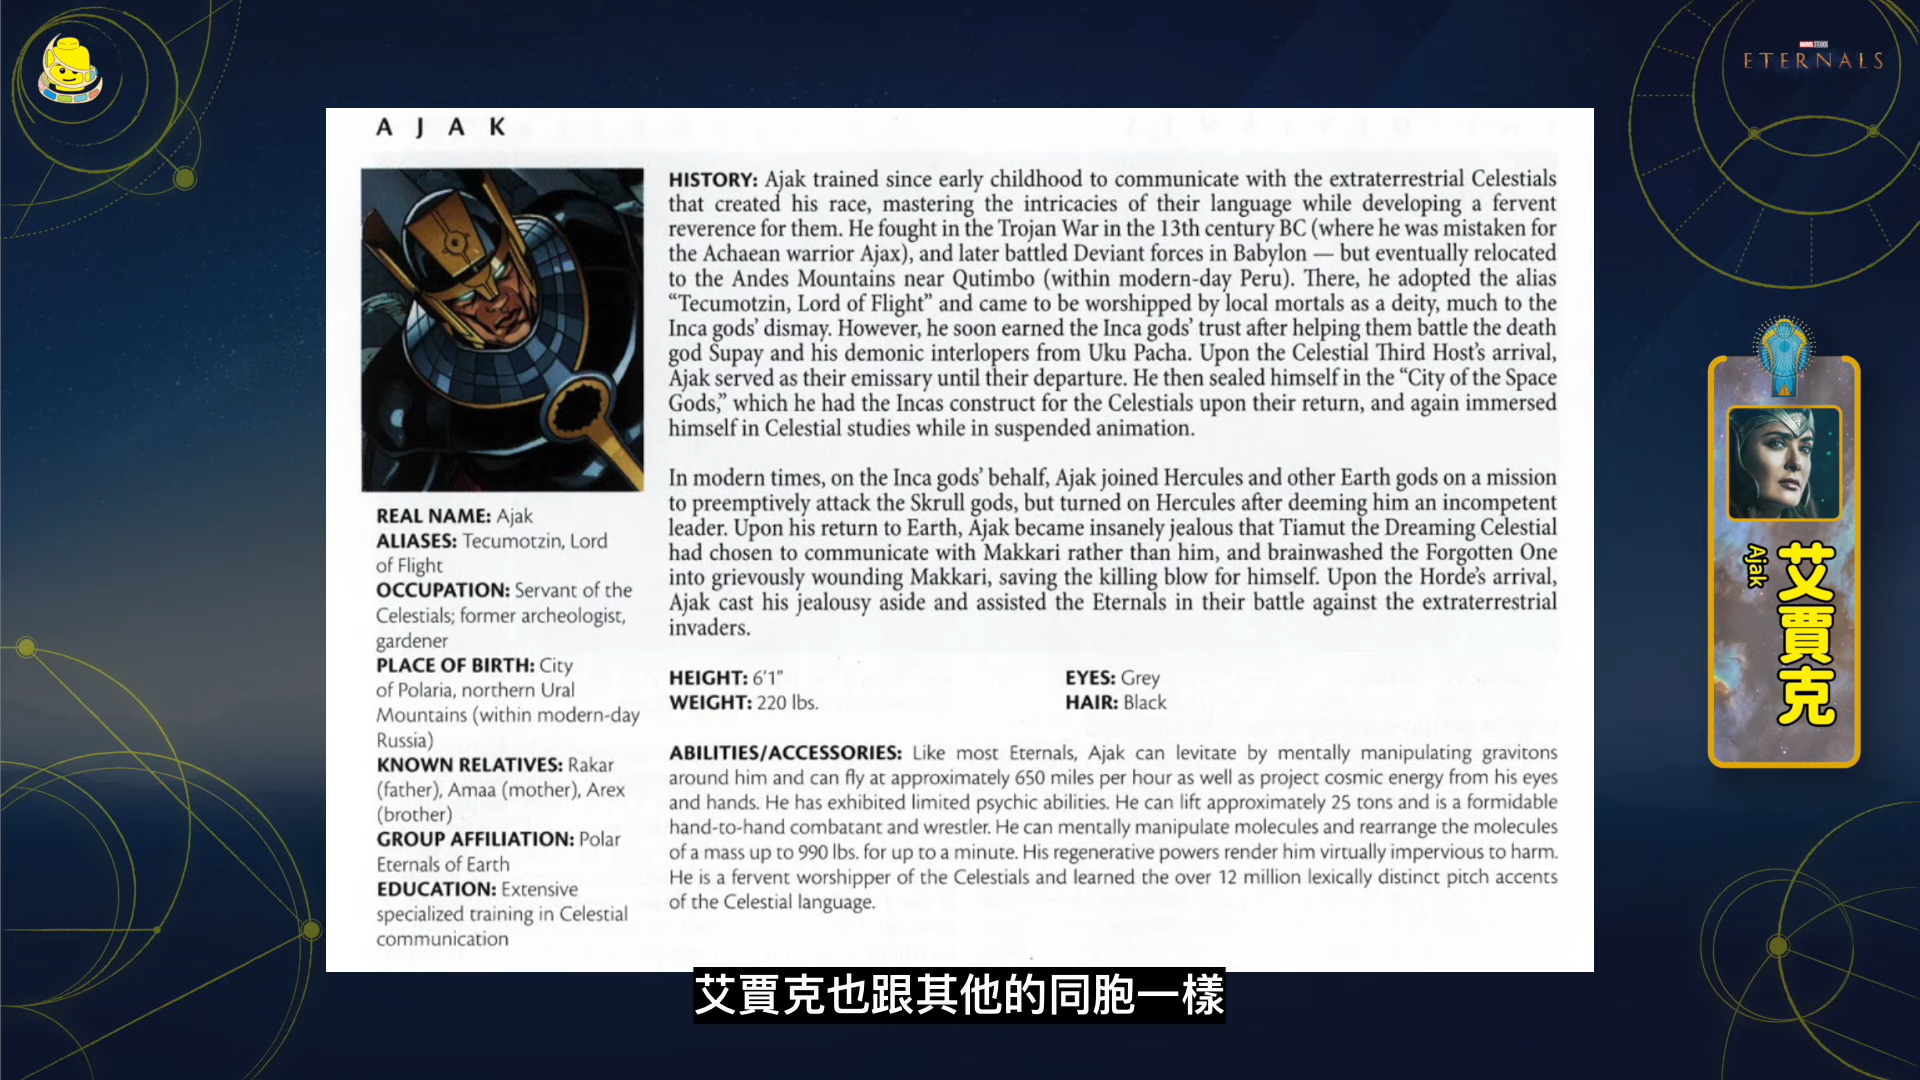 MARVEL STUDIOS
ETERNALS
AJAK
HISTORY: Ajak trained since early childhood to communicate with the extraterrestrial Celestials
that created his race, mastering the intricacies of their language while developing a fervent
reverence for them. He fought in the Trojan War in the 13th century BC (where he was mistaken for
the Achaean warrior Ajax), and later battled Deviant forces in Babylon — but eventually relocated
to the Andes Mountains near Qutimbo (within modern-day Peru). There, he adopted the alias
“Tecumotzin, Lord of Flight” and came to be worshipped by local mortals as a deity, much to the
Inca gods’ dismay. However, he soon earned the Inca gods’ trust after helping them battle the death
god Supay and his demonic interlopers from Uku Pacha. Upon the Celestial Third Host’s arrival,
Ajak served as their emissary until their departure. He then sealed himself in the “City of the Space
Gods,” which he had the Incas construct for the Celestials upon their return, and again immersed
himself in Celestial studies while in suspended animation.
In modern times, on the Inca gods’ behalf, Ajak joined Hercules and other Earth gods on a mission
to preemptively attack the Skrull gods, but turned on Hercules after deeming him an incompetent
leader. Upon his return to Earth, Ajak became insanely jealous that Tiamut the Dreaming Celestial
had chosen to communicate with Makkari rather than him, and brainwashed the Forgotten One
into grievously wounding Makkari, saving the killing blow for himself. Upon the Horde’s arrival,
Ajak cast his jealousy aside and assisted the Eternals in their battle against the extraterrestrial
invaders.
REAL NAME: Ajak
ALIASES: Tecumotzin, Lord
of Flight
OCCUPATION: Servant of the
Celestials; former archeologist,
gardener
PLACE OF BIRTH: City
of Polaria, northern Ural
Mountains (within modern-day
Russia)
KNOWN RELATIVES: Rakar
(father), Amaa (mother), Arex
(brother)
GROUP AFFILIATION: Polar
Eternals of Earth
EDUCATION: Extensive
specialized training in Celestial
communication
HEIGHT: 6’1”
EYES: Grey
WEIGHT: 220 lbs.
HAIR: Black
ABILITIES/ACCESSORIES: Like most Eternals, Ajak can levitate by mentally manipulating gravitons
around him and can fly at approximately 650 miles per hour as well as project cosmic energy from his eyes
and hands. He has exhibited limited psychic abilities. He can lift approximately 25 tons and is a formidable
hand-to-hand combatant and wrestler. He can mentally manipulate molecules and rearrange the molecules
of a mass up to 990 lbs. for up to a minute. His regenerative powers render him virtually impervious to harm.
He is a fervent worshipper of the Celestials and learned the over 12 million lexically distinct pitch accents
of the Celestial language.
艾賈克
Ajak
艾賈克也跟其他的同胞一樣